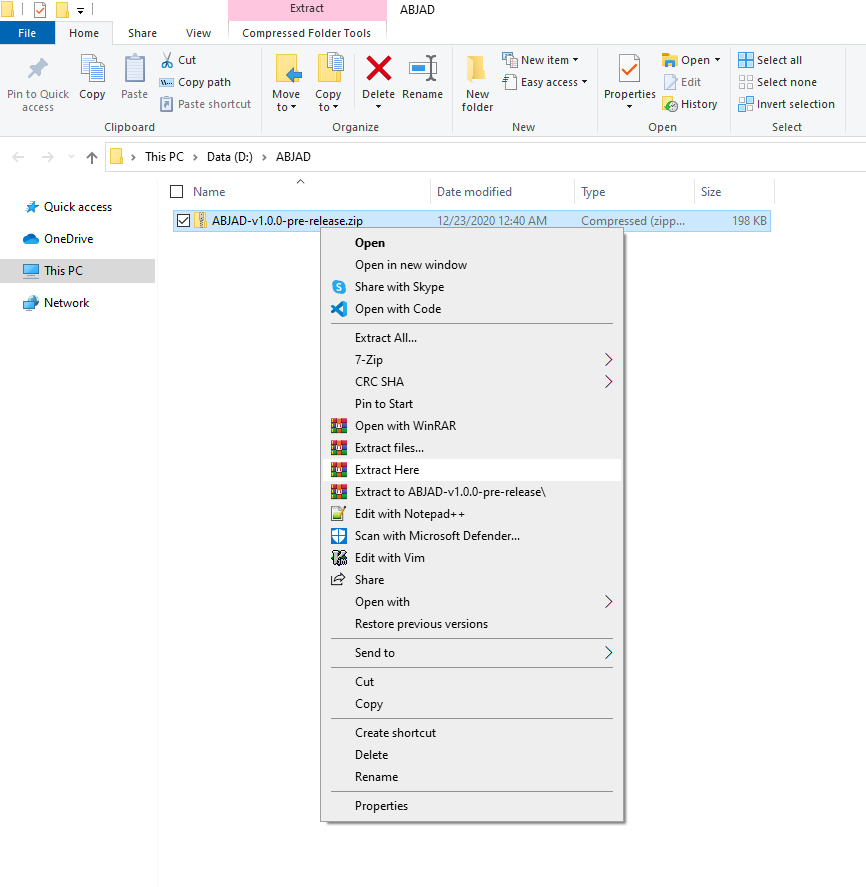 Extract
ABJAD
File
Home
Share
View
Compressed Folder Tools
Pin to Quick access
Copy
Paste
Cut
Copy path
Paste shortcut
Clipboard
Move to
Copy to
Delete
Rename
Organize
New folder
New item
Easy access
New
Properties
Open
Edit
History
Open
Select all
Select none
Invert selection
Select
This PC > Data (D:) > ABJAD
Quick access
OneDrive
This PC
Network
Name
Date modified
Type
Size
ABJAD-v1.0.0-pre-release.zip
12/23/2020 12:40 AM
Compressed (zipp...
198 KB
Open
Open in new window
Share with Skype
Open with Code
Extract All...
7-Zip
CRC SHA
Pin to Start
Open with WinRAR
Extract files...
Extract Here
Extract to ABJAD-v1.0.0-pre-release\
Edit with Notepad++
Scan with Microsoft Defender...
Edit with Vim
Share
Open with
Restore previous versions
Send to
Cut
Copy
Create shortcut
Delete
Rename
Properties